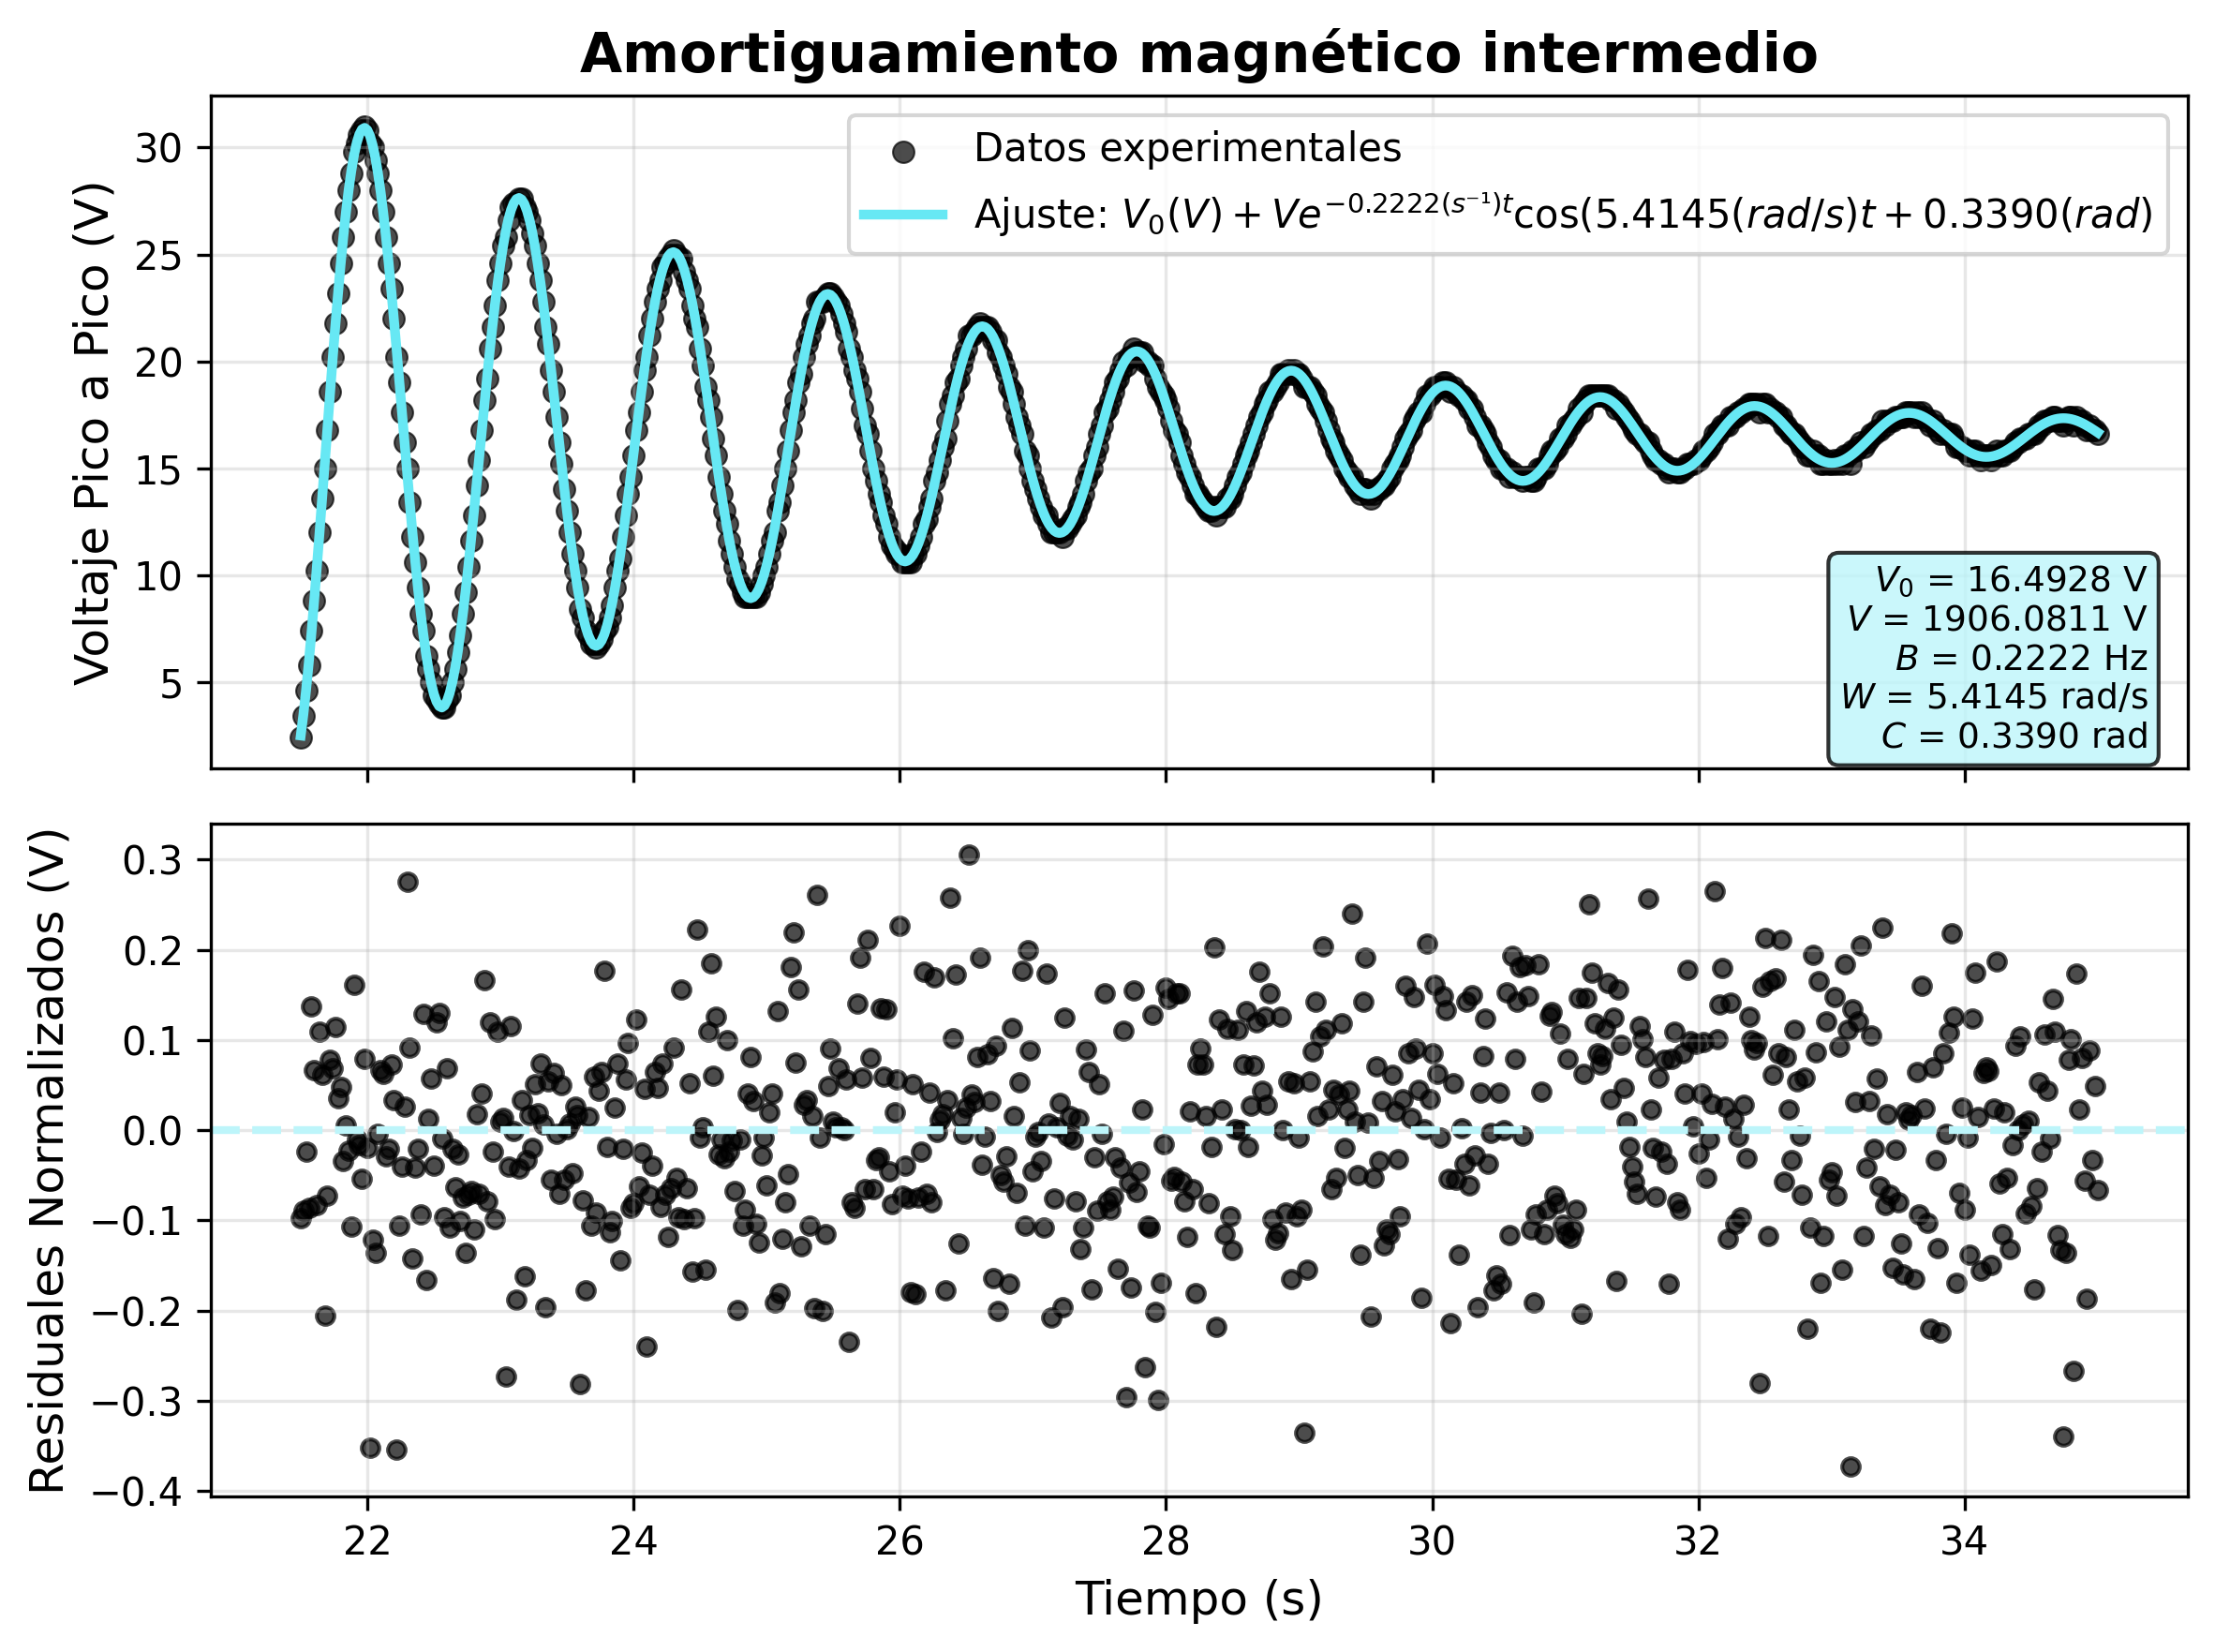 Amortiguamiento magnético intermedio
Voltaje Pico a Pico (V)
30
25
20
15
10
5
Datos experimentales
Ajuste: V₀(V) + Ve^{−0.2222(s⁻¹)t}cos(5.4145(rad/s)t + 0.3390(rad)
V₀ = 16.4928 V
V = 1906.0811 V
B = 0.2222 Hz
W = 5.4145 rad/s
C = 0.3390 rad
Residuales Normalizados (V)
0.3
0.2
0.1
0.0
−0.1
−0.2
−0.3
−0.4
22 24 26 28 30 32 34
Tiempo (s)